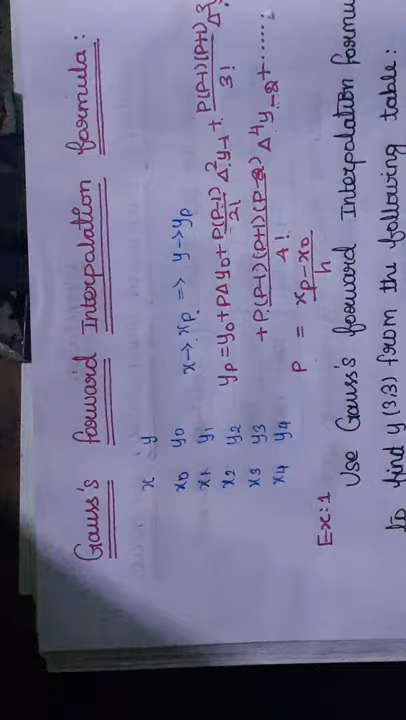 Gauss's forward Interpalation formula:
x y
x0 y0 x→xp => y→yp
x1 y1
x2 y2 yp = y0 + PΔy0 + P(P-1)/2! Δ²y-1 + P(P-1)(P+1)/3! Δ³
x3 y3 + P(P-1)(P+1)(P-2)/4! Δ⁴y-2 + ......
x4 y4 P = xp - x0 / h
Ex:1
Use Gauss's forward Interpolation formu
to find y(3.3) from the following table: